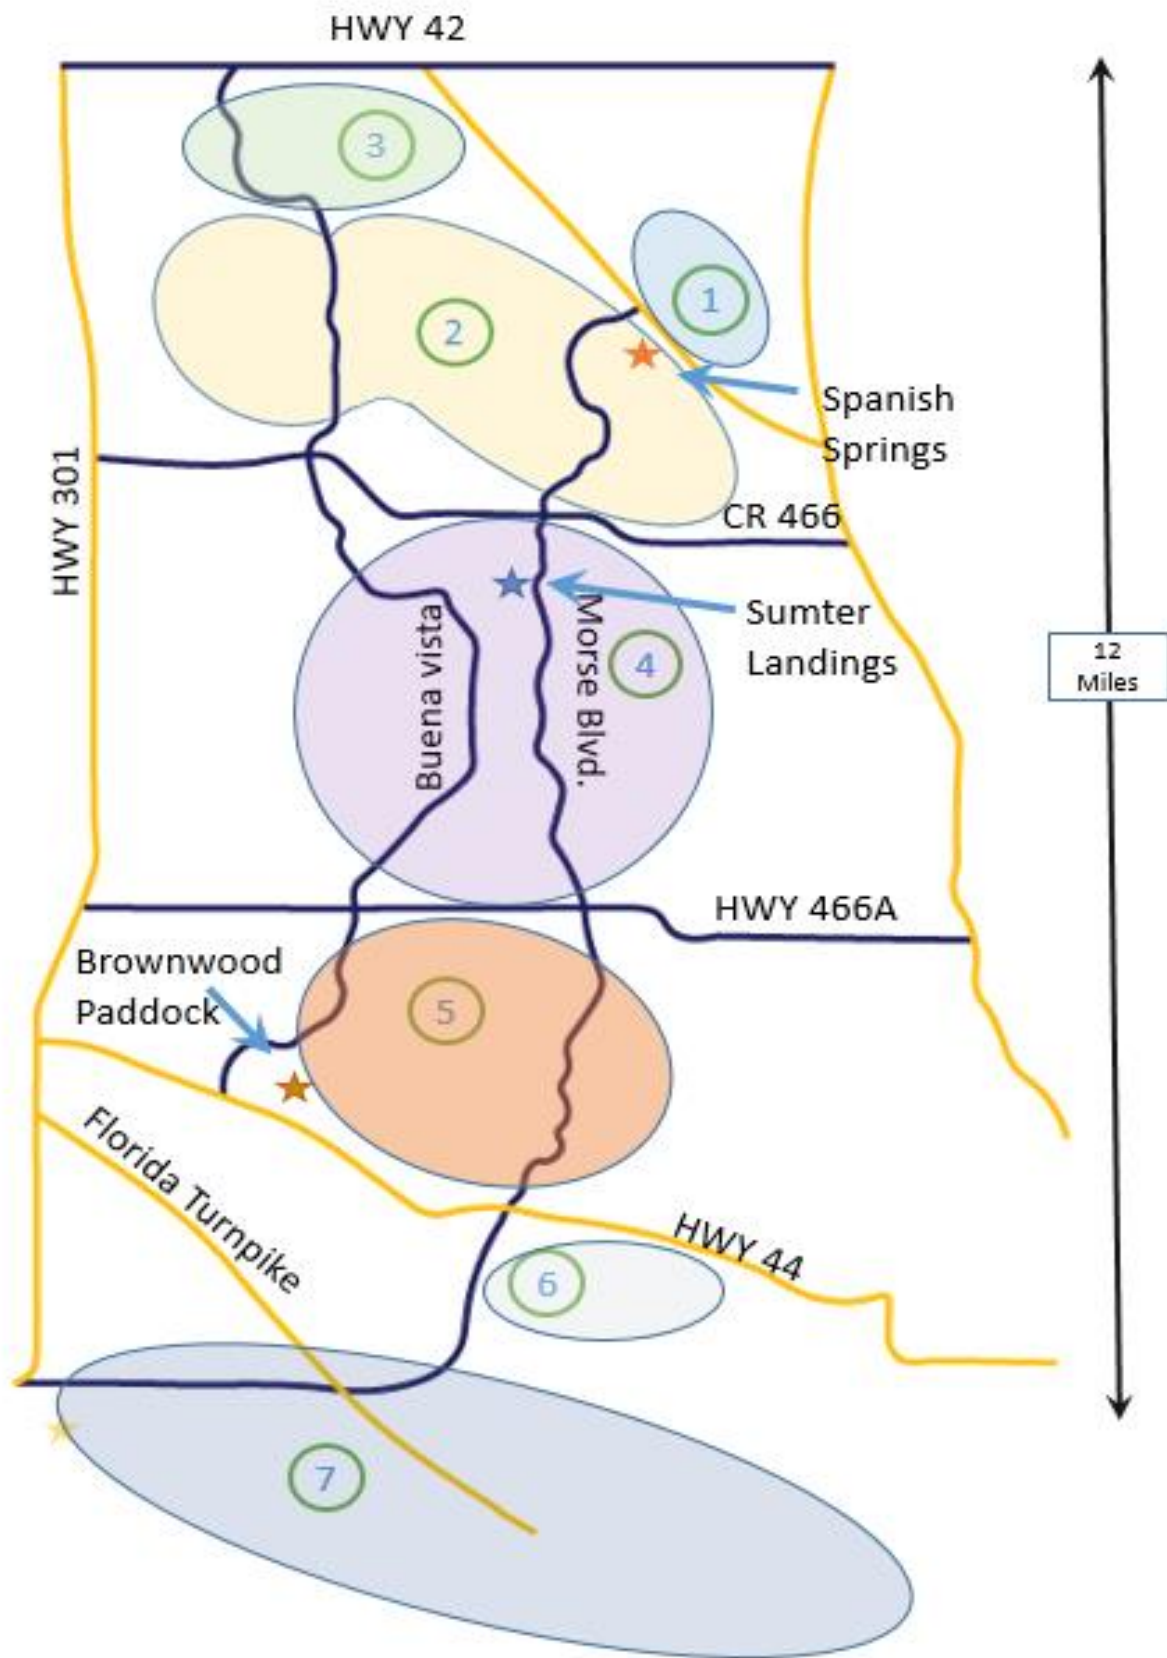 HWY 42
3
1
2
Spanish
Springs
HWY 301
CR 466
Sumter
Landings
Buena vista
Morse Blvd.
4
12
Miles
HWY 466A
Brownwood
Paddock
5
Florida Turnpike
HWY 44
6
7